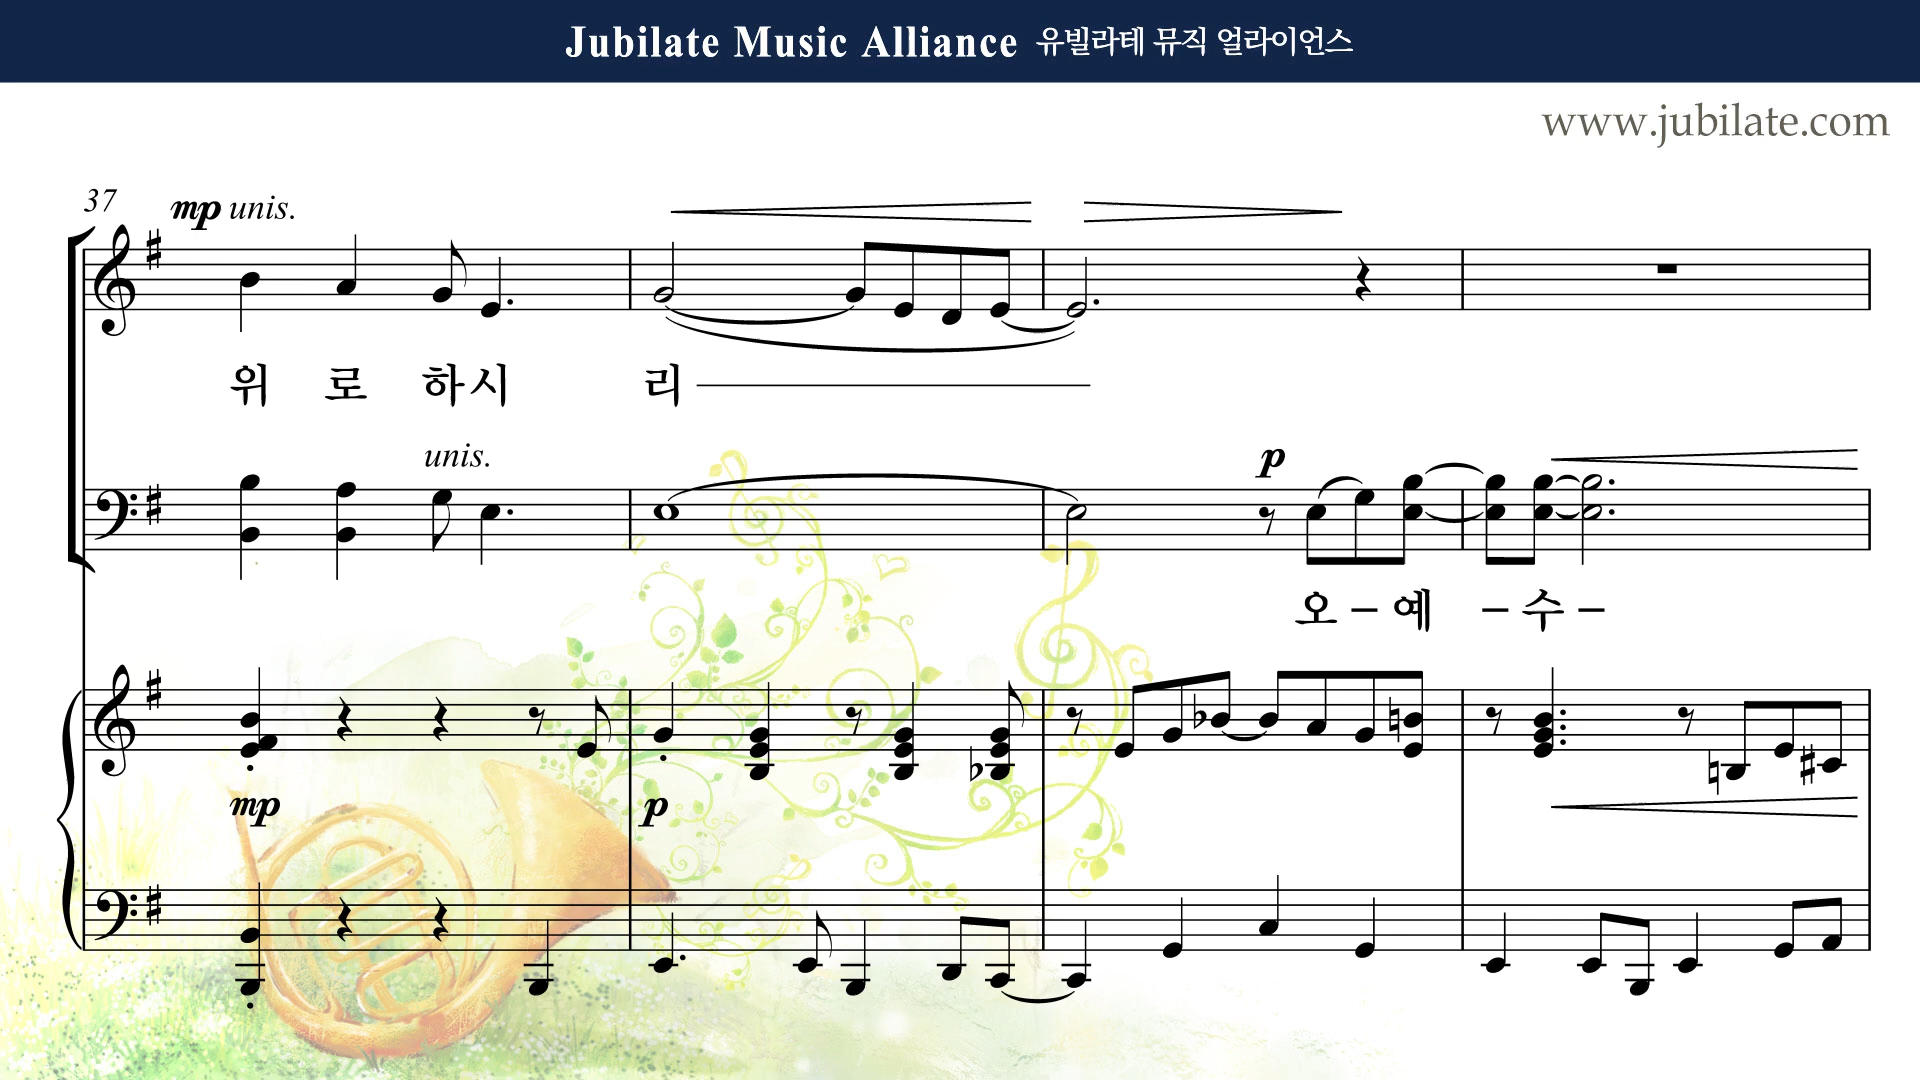 Jubilate Music Alliance 유빌라테 뮤직 얼라이언스
www.jubilate.com
37
mp unis.
위 로 하시 리
unis.
p
오 - 예 - 수 -
mp p